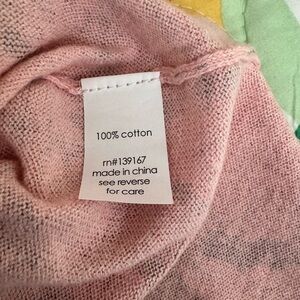 100% cotton
rn#139167
made in china
see reverse
for care